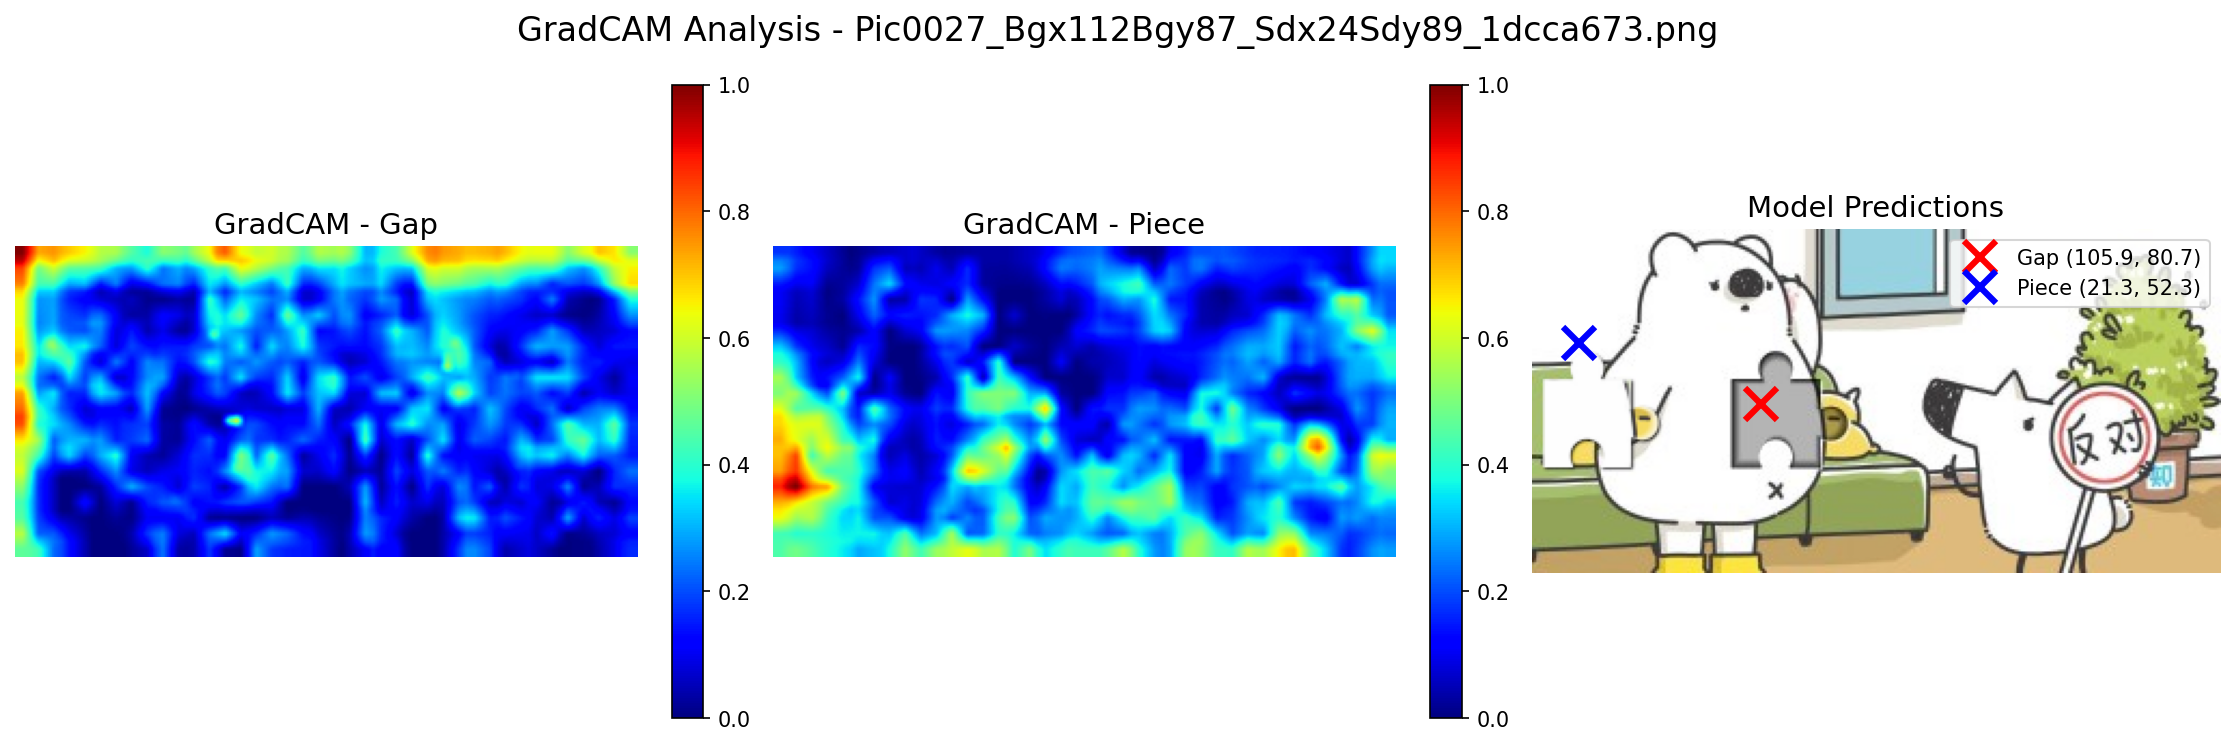 GradCAM Analysis - Pic0027_Bgx112Bgy87_Sdx24Sdy89_1dcca673.png
GradCAM - Gap
1.0
0.8
0.6
0.4
0.2
0.0
GradCAM - Piece
1.0
0.8
0.6
0.4
0.2
0.0
Model Predictions
Gap (105.9, 80.7)
Piece (21.3, 52.3)
反对
知